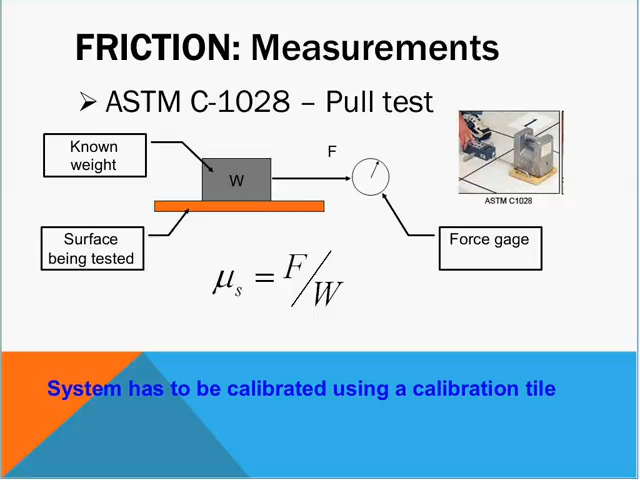 FRICTION: Measurements
➢ ASTM C-1028 – Pull test
Known
weight
W
F
ASTM C1028
Surface
being tested
Force gage
μs = F/W
System has to be calibrated using a calibration tile